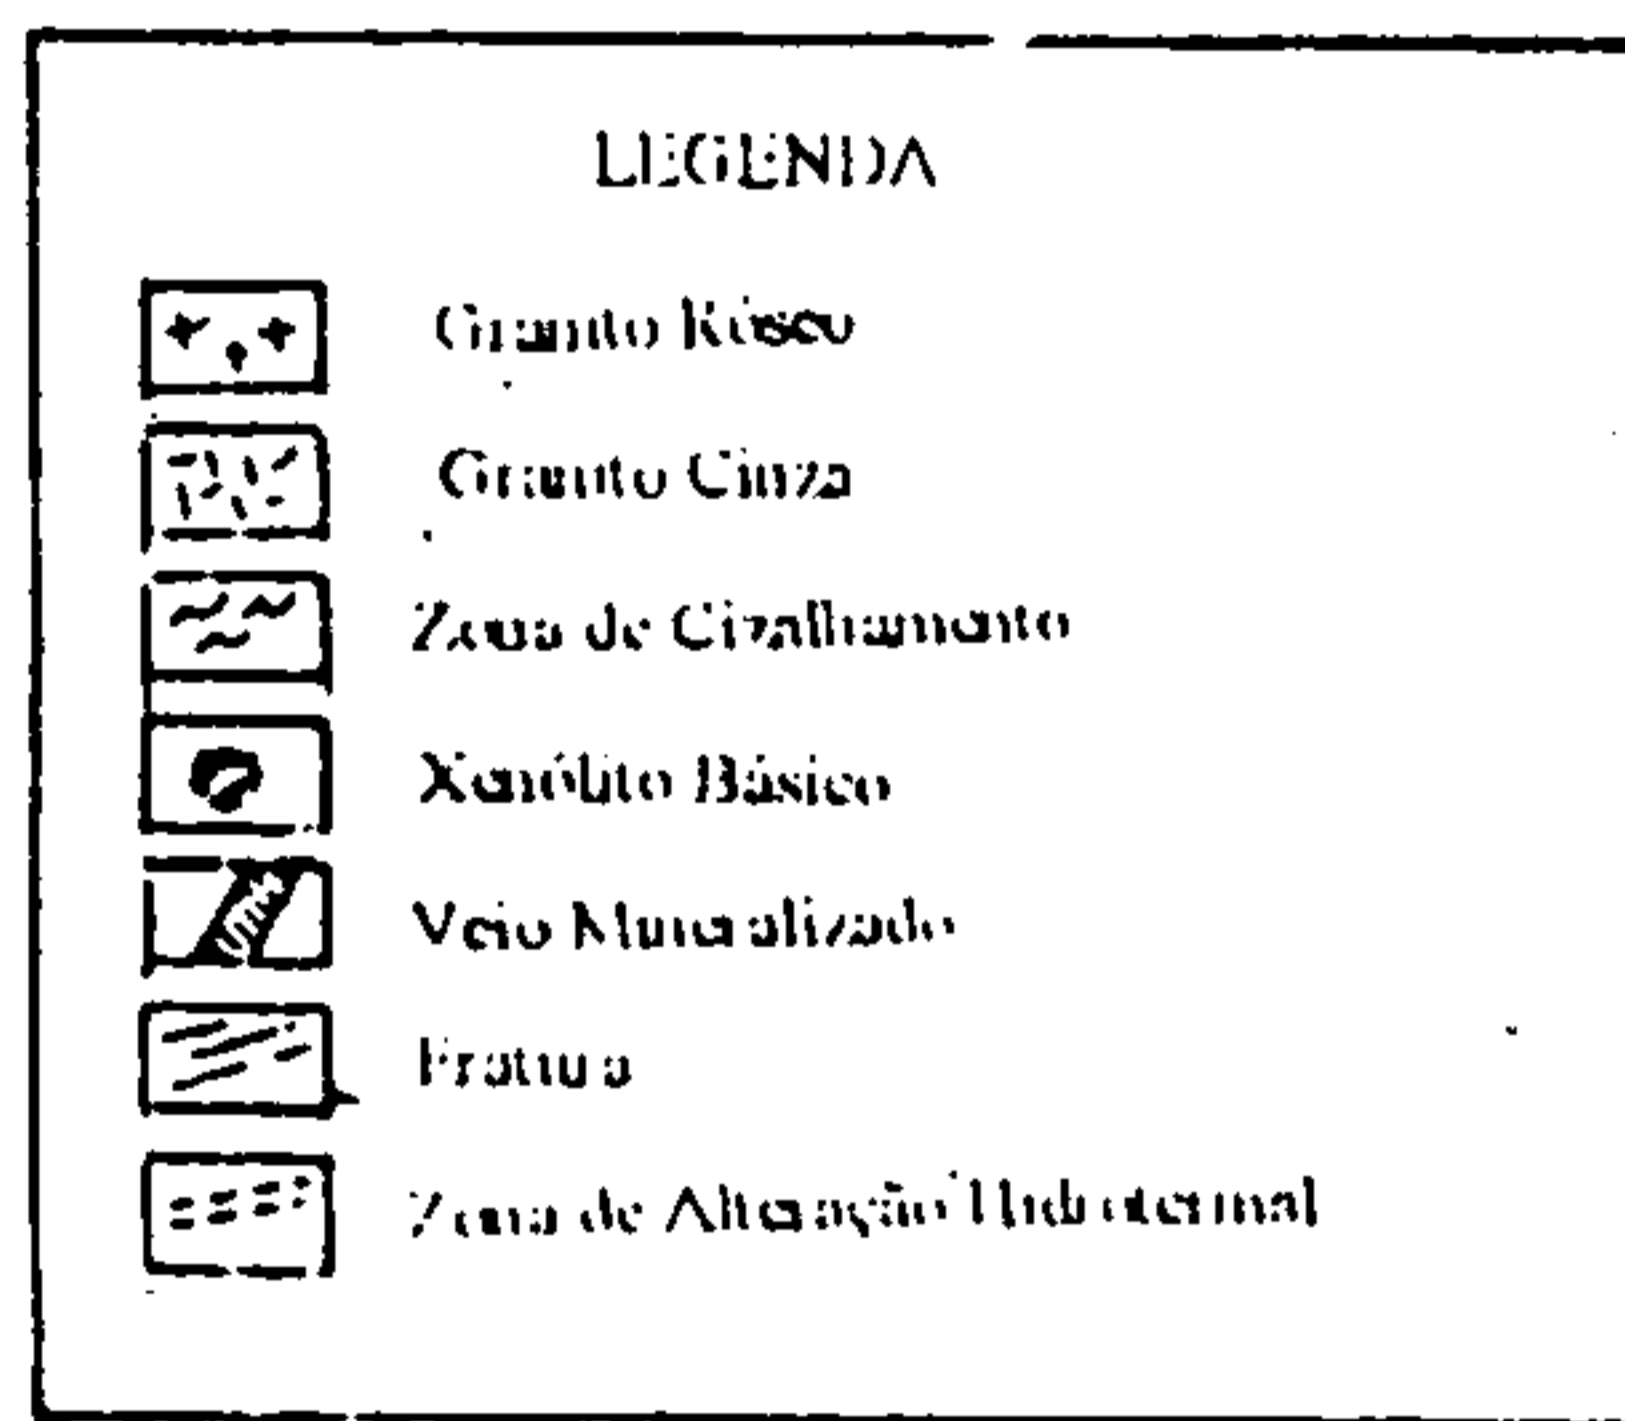 LEGENDA
Granito Róseo
Granito Cinza
Zona de Cizalhamento
Xenólito Básico
Veio Mineralizado
Fratura
Zona de Alteração Hidrotermal